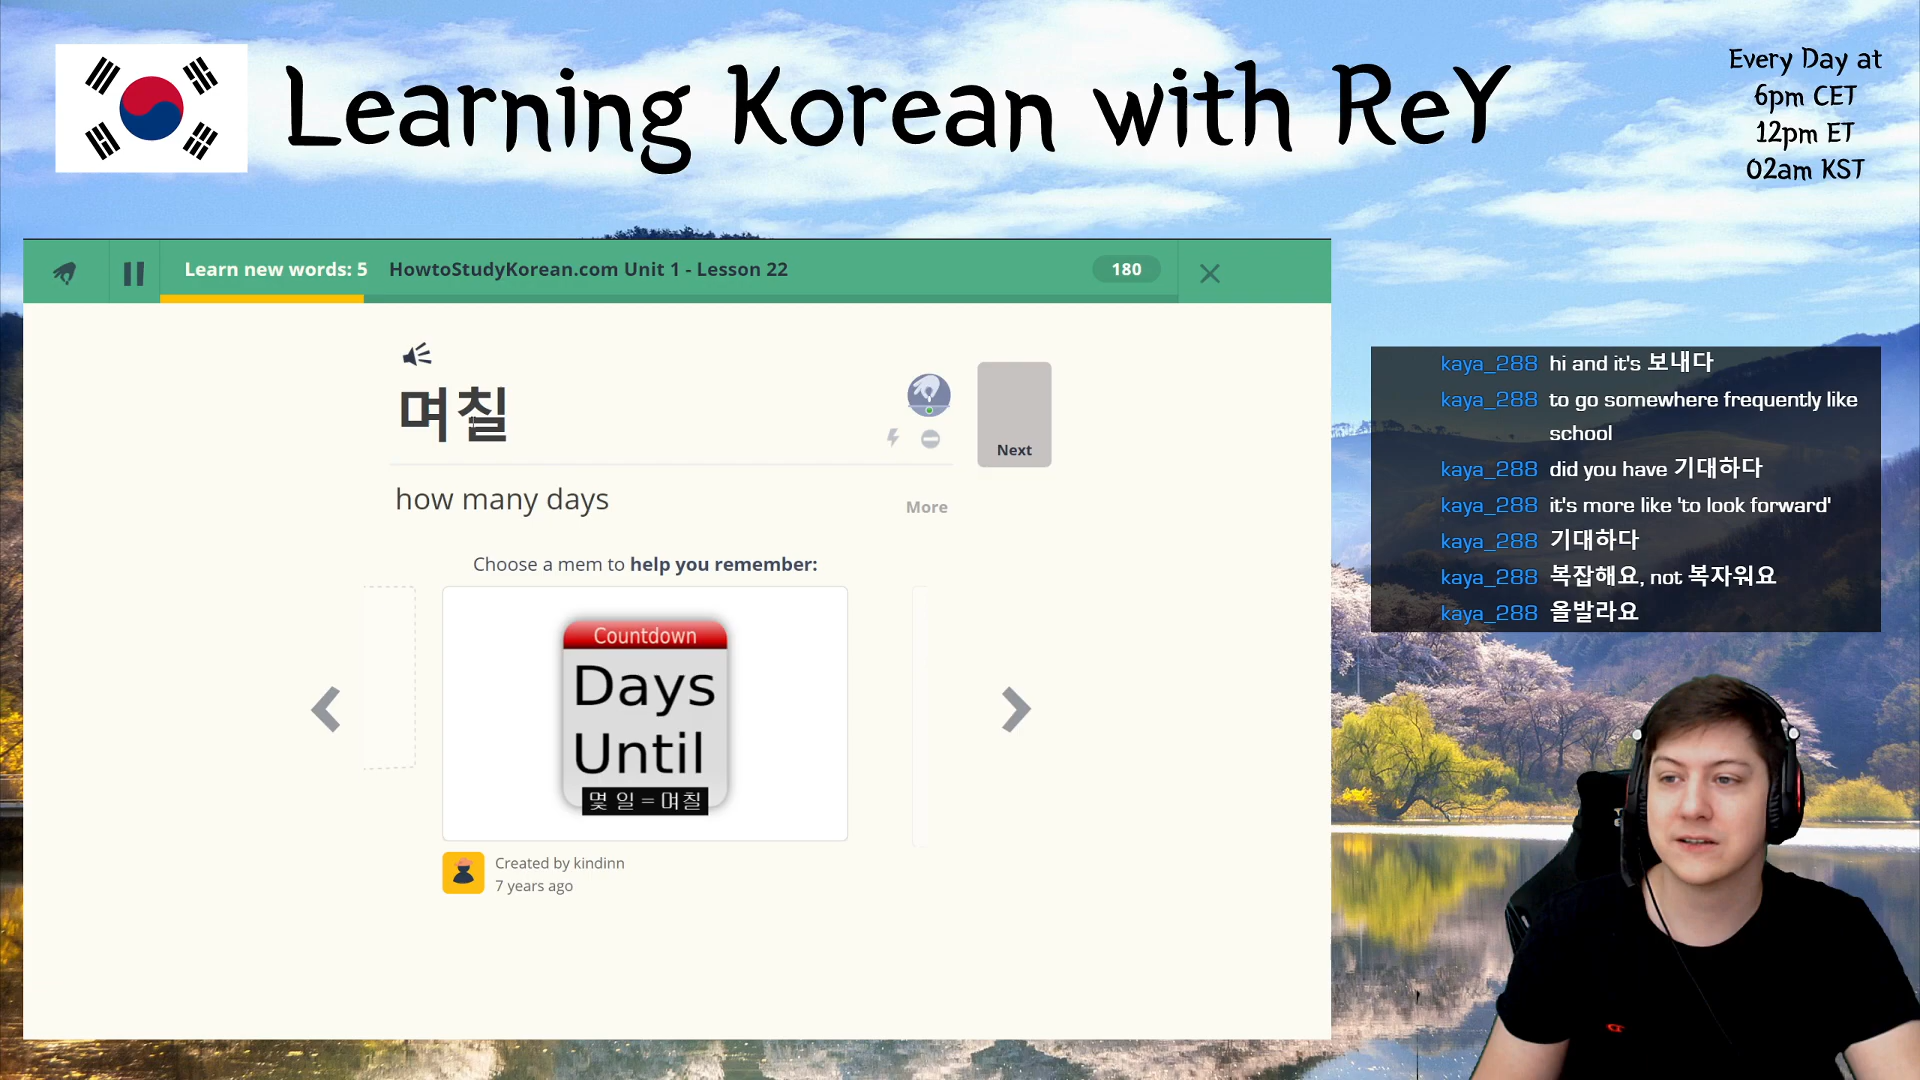 Learning Korean with ReY
Every Day at
6pm CET
12pm ET
02am KST
Learn new words: 5 HowtoStudyKorean.com Unit 1 - Lesson 22
180
며칠
Next
how many days
More
Choose a mem to help you remember:
Countdown
Days
Until
몇 일 = 며칠
Created by kindinn
7 years ago
kaya_288 hi and it's 보내다
kaya_288 to go somewhere frequently like
school
kaya_288 did you have 기대하다
kaya_288 it's more like 'to look forward'
kaya_288 기대하다
kaya_288 복잡해요, not 복자워요
kaya_288 올발라요